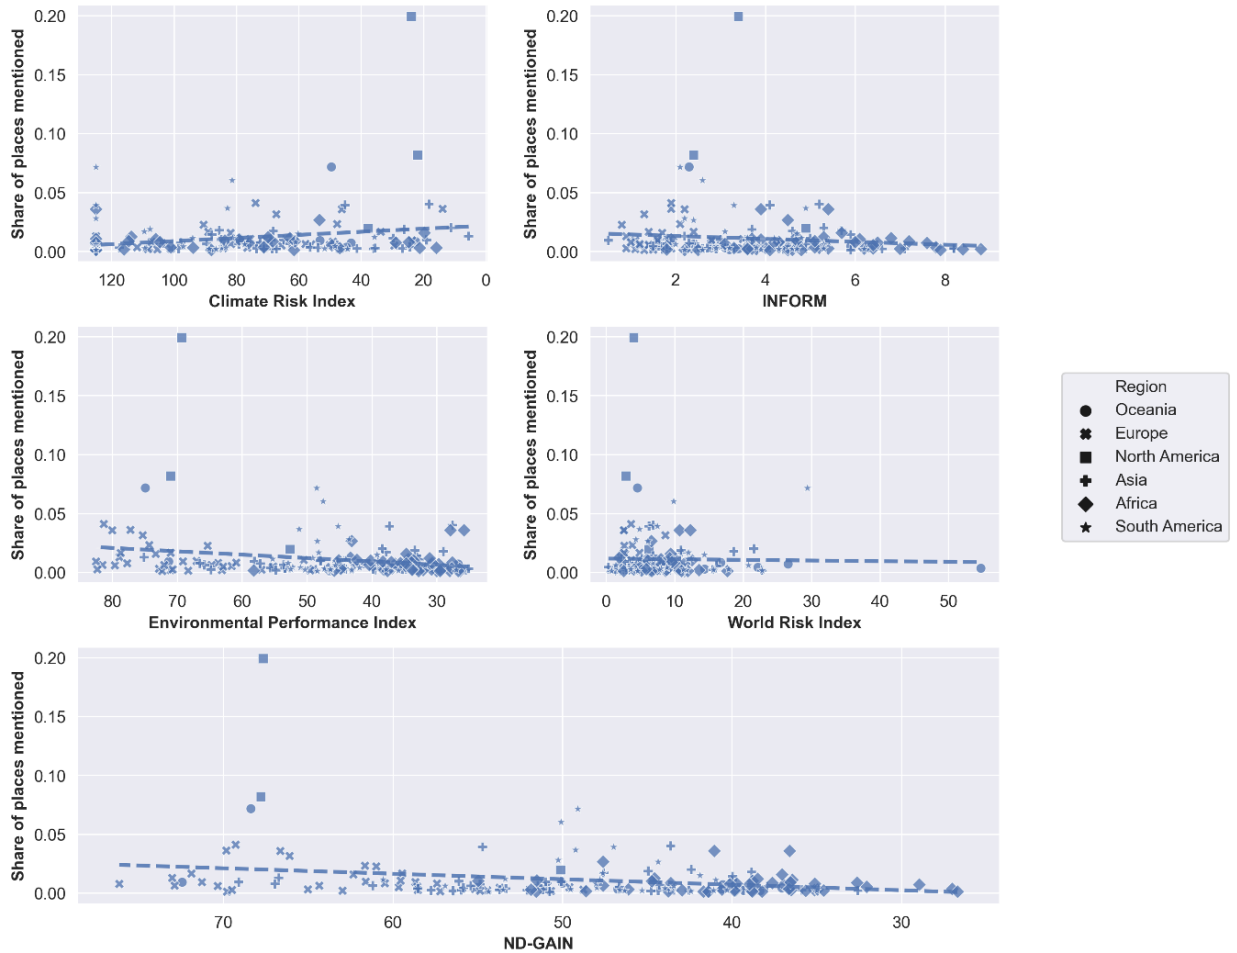 0.20
0.15
0.10
0.05
0.00
Share of places mentioned
120 100 80 60 40 20 0
Climate Risk Index
0.20
0.15
0.10
0.05
0.00
Share of places mentioned
2 4 6 8
INFORM
0.20
0.15
0.10
0.05
0.00
Share of places mentioned
80 70 60 50 40 30
Environmental Performance Index
0.20
0.15
0.10
0.05
0.00
Share of places mentioned
0 10 20 30 40 50
World Risk Index
Region
Oceania
Europe
North America
Asia
Africa
South America
0.20
0.15
0.10
0.05
0.00
Share of places mentioned
70 60 50 40 30
ND-GAIN